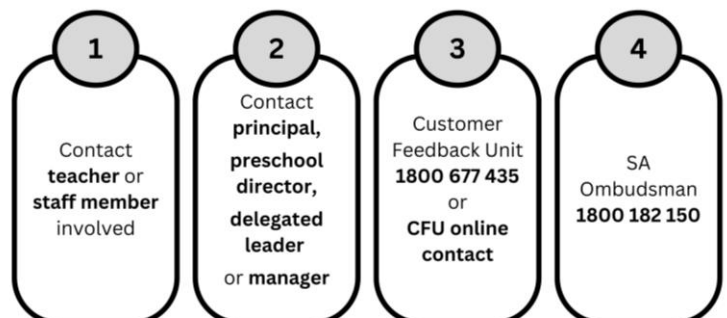 1
Contact
teacher or
staff member
involved
2
Contact
principal,
preschool
director,
delegated
leader
or manager
3
Customer
Feedback Unit
1800 677 435
or
CFU online
contact
4
SA
Ombudsman
1800 182 150